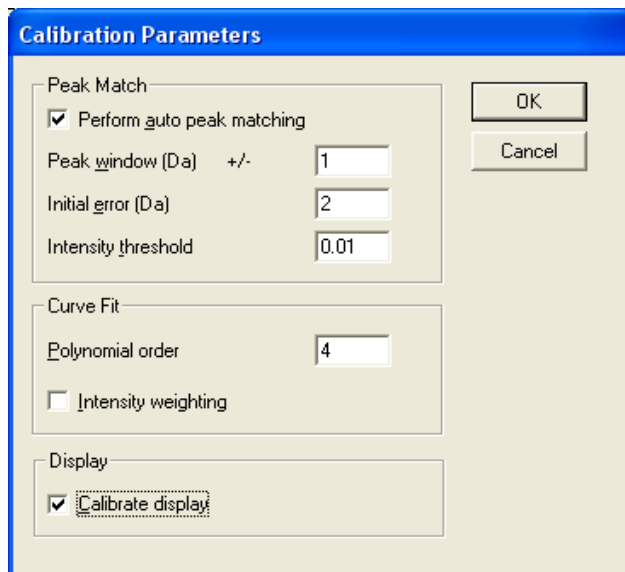 Calibration Parameters
Peak Match
Perform auto peak matching
Peak window (Da) +/- 1
Initial error (Da) 2
Intensity threshold 0.01
OK
Cancel
Curve Fit
Polynomial order 4
Intensity weighting
Display
Calibrate display